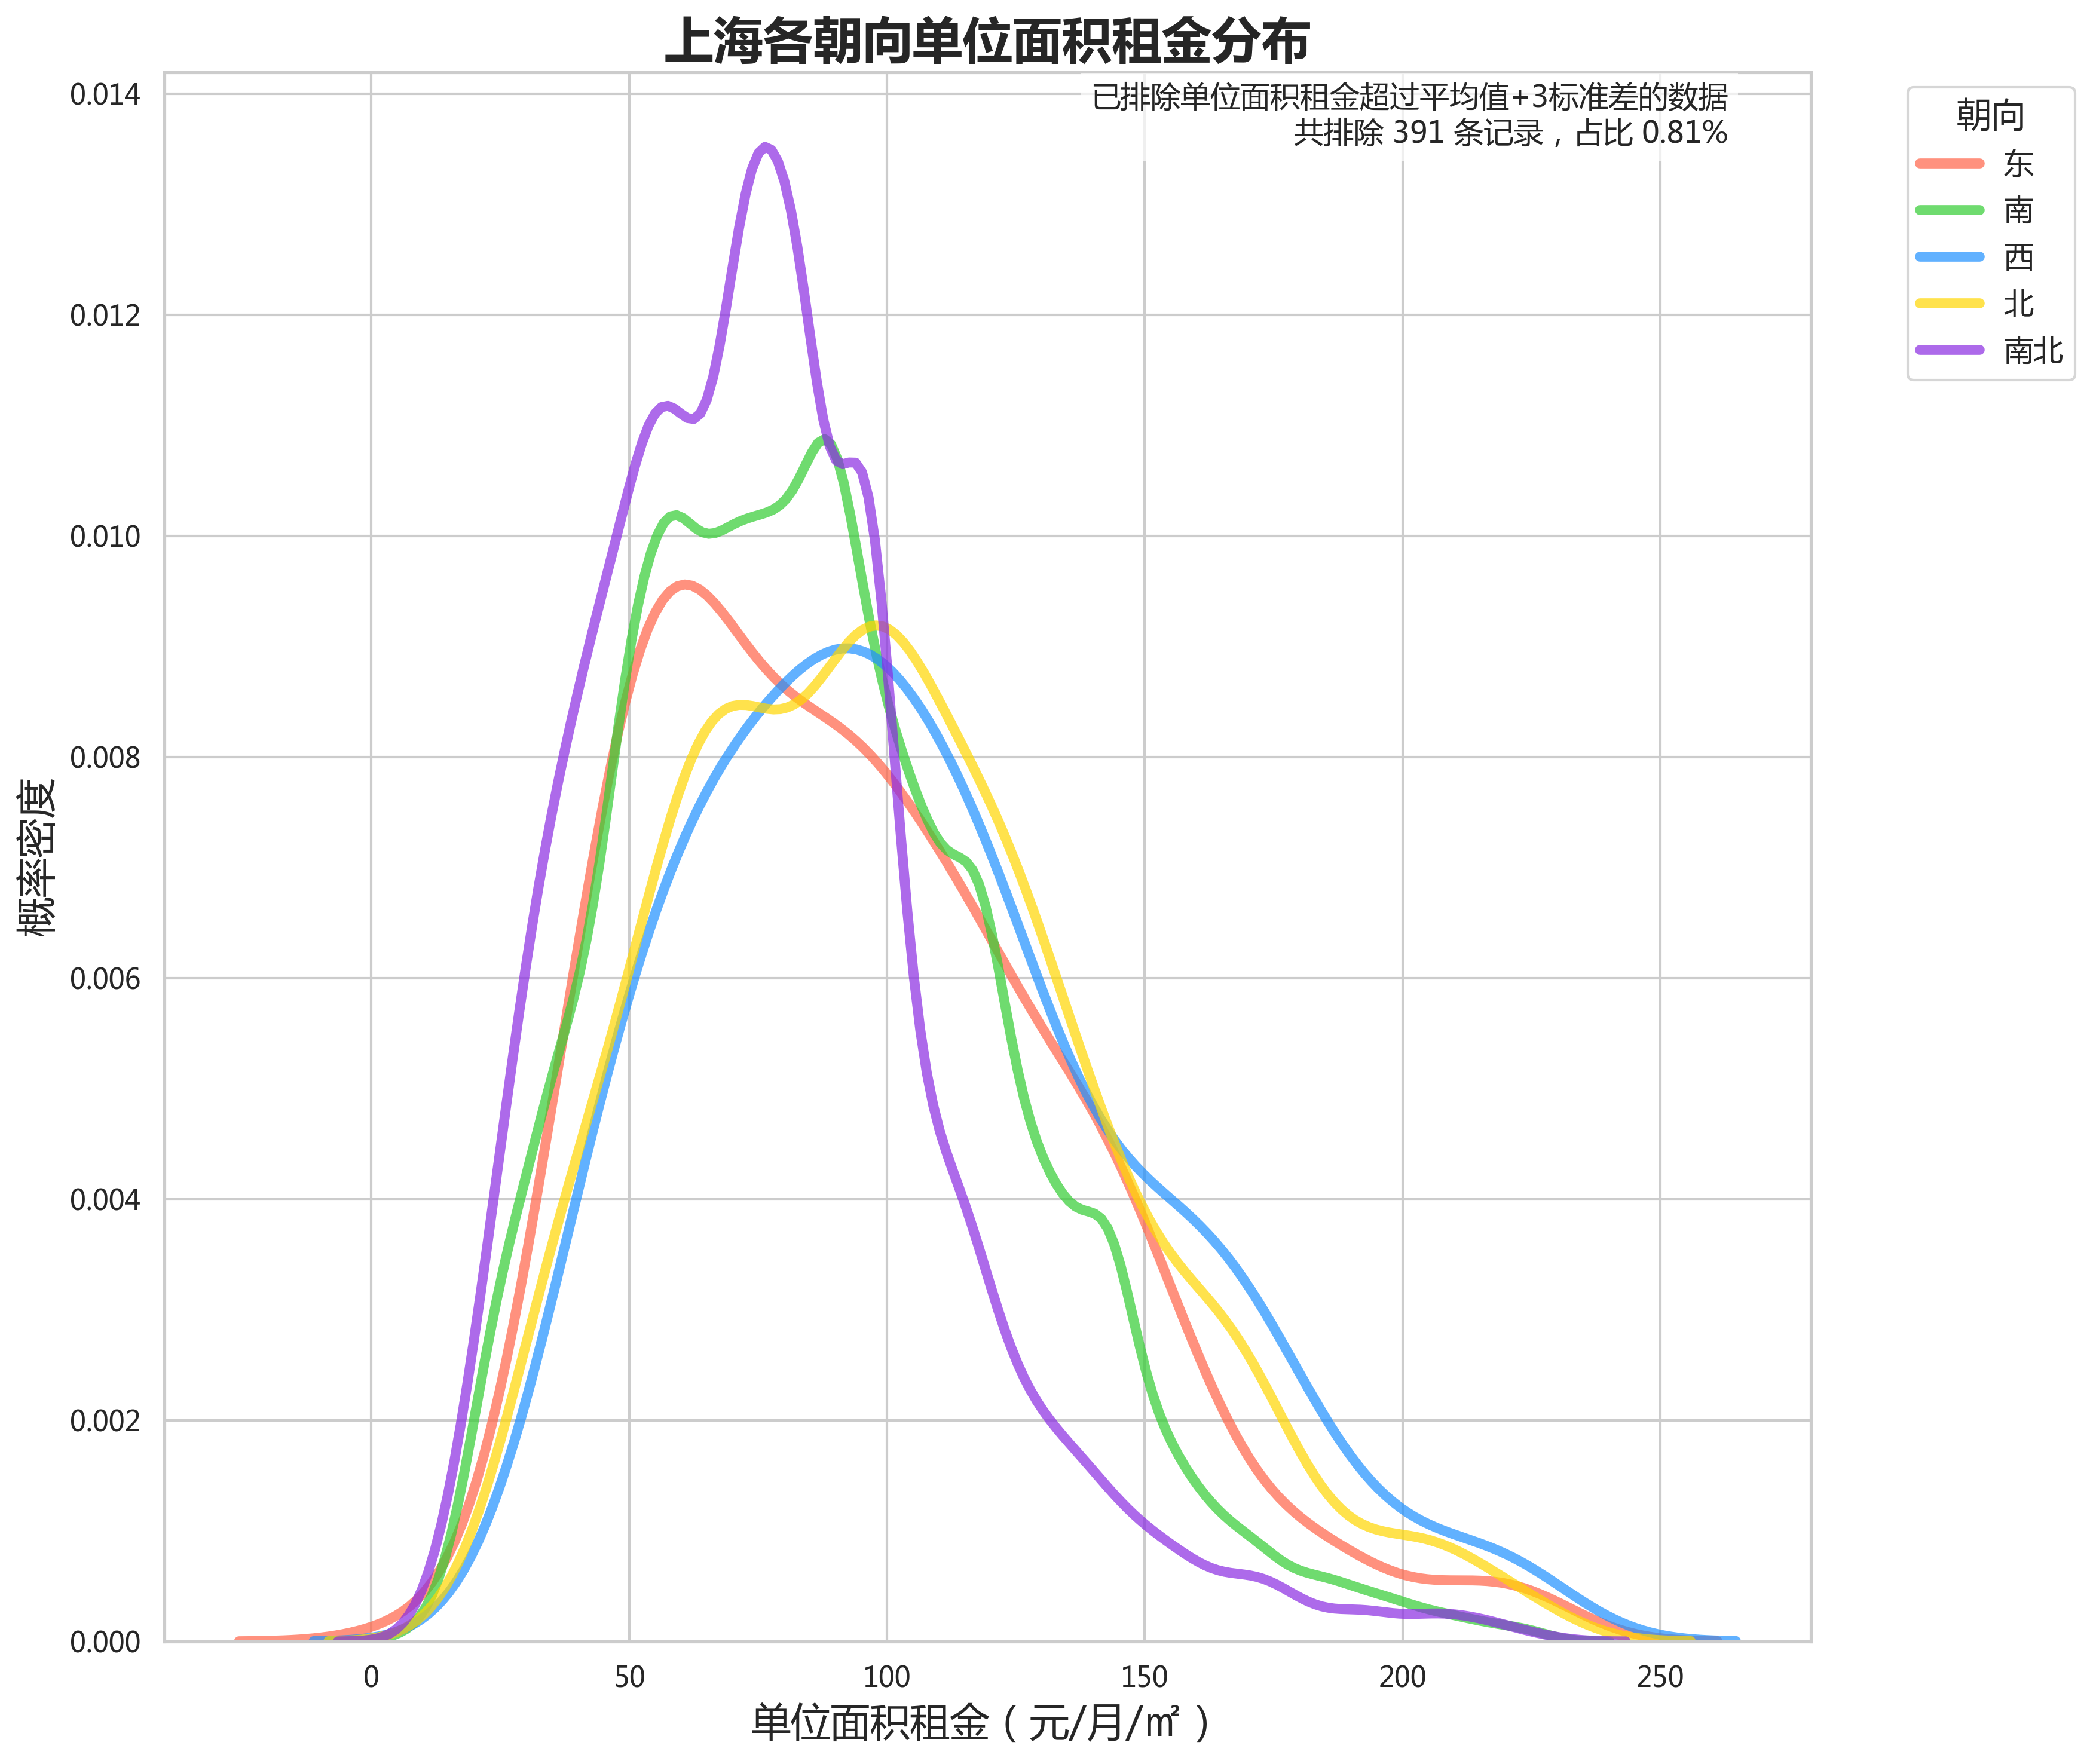 上海各朝向单位面积租金分布
已排除单位面积租金超过平均值+3标准差的数据
共排除 391 条记录，占比 0.81%
朝向
东
南
西
北
南北
概率密度
0.014
0.012
0.010
0.008
0.006
0.004
0.002
0.000
0 50 100 150 200 250
单位面积租金（元/月/㎡）